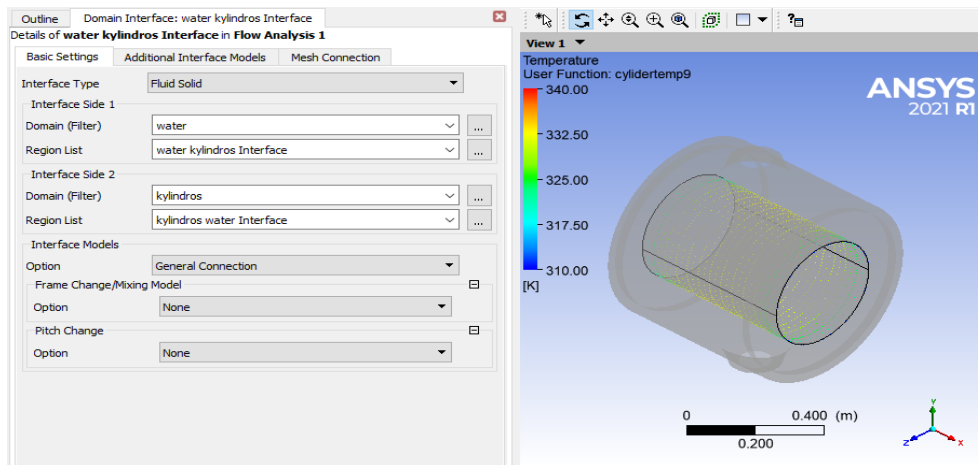 Outline
Domain Interface: water kylindros Interface
Details of water kylindros Interface in Flow Analysis 1
Basic Settings
Additional Interface Models
Mesh Connection
Interface Type
Fluid Solid
Interface Side 1
Domain (Filter)
water
...
Region List
water kylindros Interface
...
Interface Side 2
Domain (Filter)
kylindros
...
Region List
kylindros water Interface
...
Interface Models
Option
General Connection
Frame Change/Mixing Model
Option
None
Pitch Change
Option
None
View 1
Temperature
User Function: cylidertemp9
340.00
332.50
325.00
317.50
310.00
[K]
ANSYS
2021 R1
0
0.400 (m)
0.200
Y
Z
X